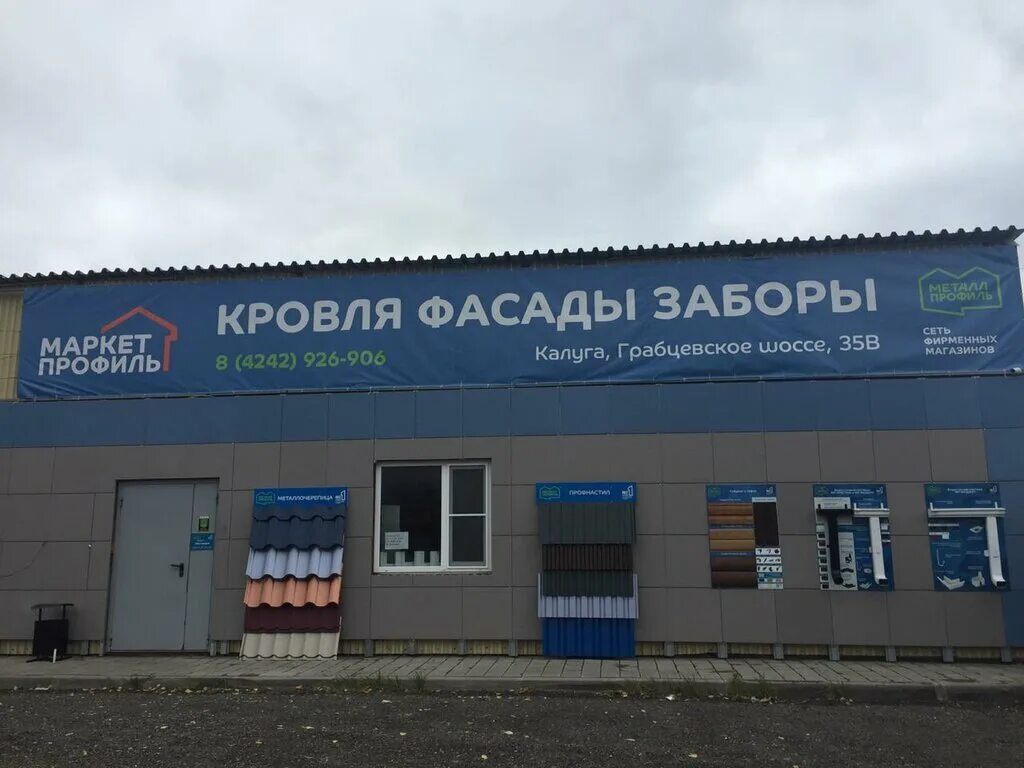 МАРКЕТ
ПРОФИЛЬ
КРОВЛЯ ФАСАДЫ ЗАБОРЫ
8 (4242) 926-906
Калуга, Грабцевское шоссе, 35В
МЕТАЛЛ
ПРОФИЛЬ
СЕТЬ
ФИРМЕННЫХ
МАГАЗИНОВ
МЕТАЛЛОЧЕРЕПИЦА
ПРОФНАСТИЛ